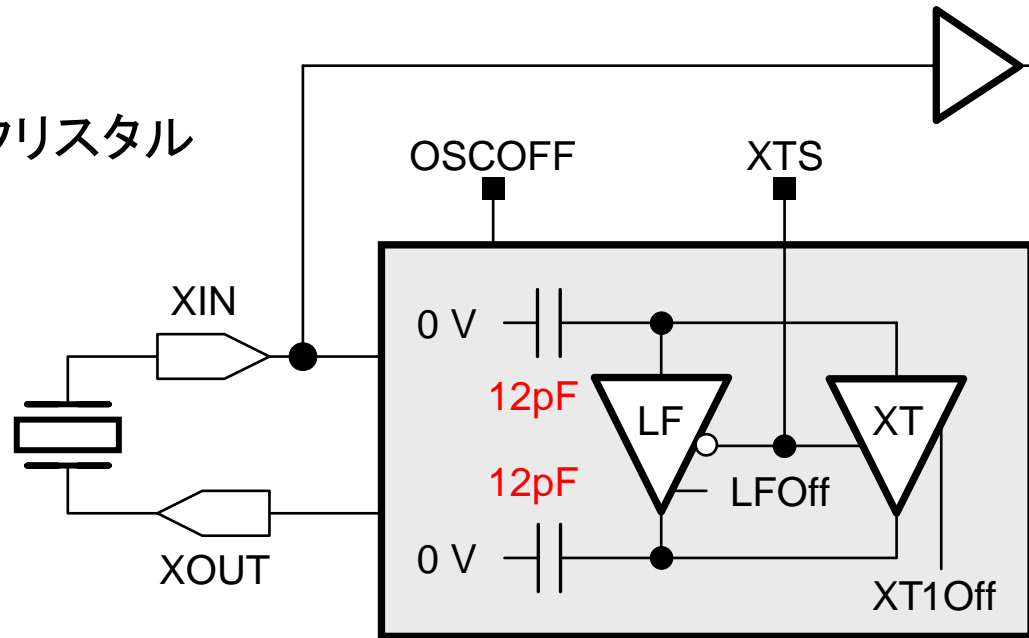 クリスタル
OSCOFF
XTS
XIN
0 V
12pF
LF
XT
12pF
LFOff
XOUT
0 V
XT1Off